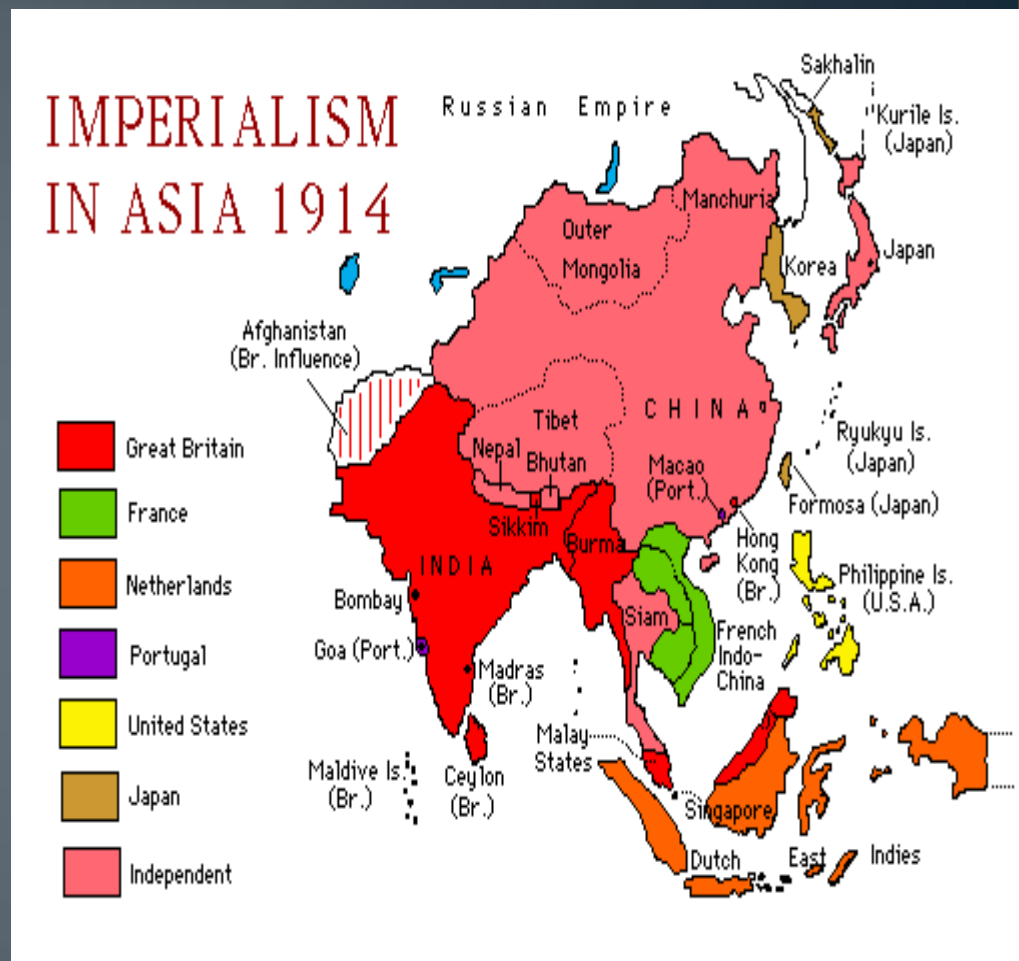 IMPERIALISM
IN ASIA 1914
Russian Empire
Sakhalin
Kurile Is.
(Japan)
Manchuria
Outer
Mongolia
Korea
Japan
Afghanistan
(Br. Influence)
Tibet
CHINA
Nepal
Bhutan
Macao
(Port.)
Ryukyu Is.
(Japan)
Formosa (Japan)
Sikkim
Burma
Hong
Kong
(Br.)
INDIA
Philippine Is.
(U.S.A.)
Bombay
Siam
French
Indo-
China
Goa (Port.)
Madras
(Br.)
Malay
States
Maldive Is.
(Br.)
Ceylon
(Br.)
Singapore
Dutch East Indies
Great Britain
France
Netherlands
Portugal
United States
Japan
Independent